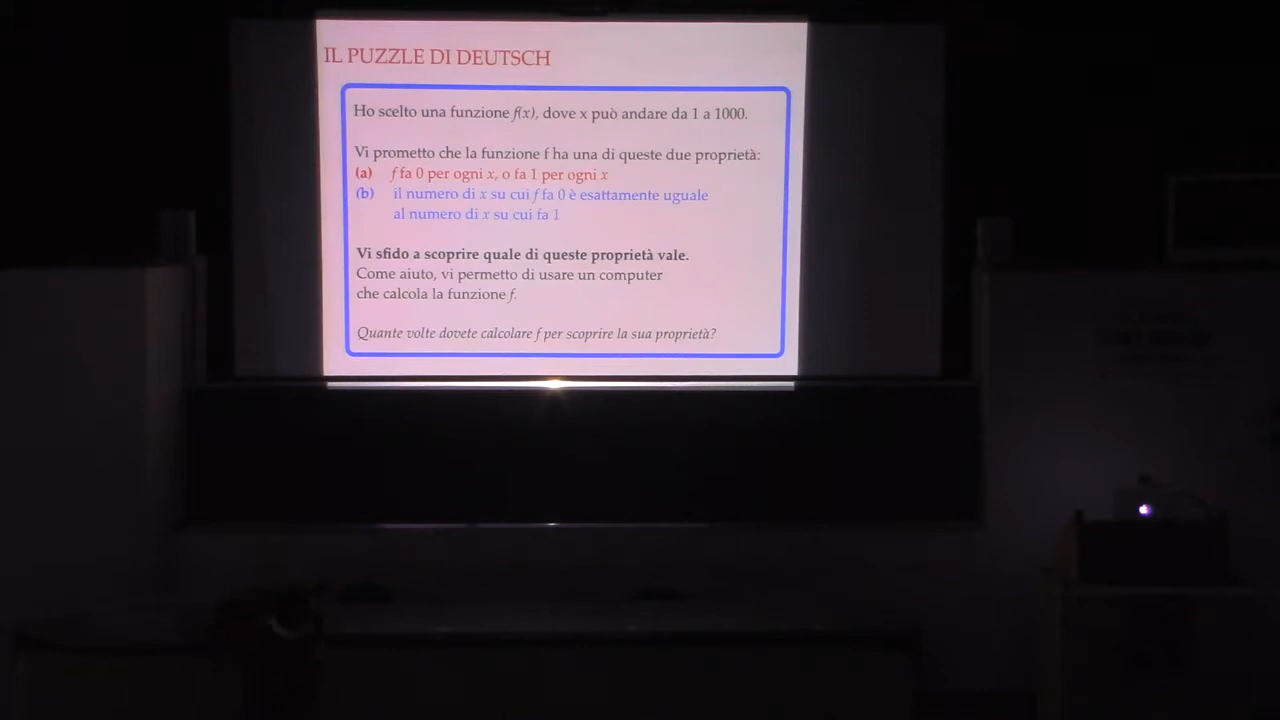 IL PUZZLE DI DEUTSCH
Ho scelto una funzione f(x), dove x può andare da 1 a 1000.
Vi prometto che la funzione f ha una di queste due proprietà:
(a) f fa 0 per ogni x, o fa 1 per ogni x
(b) il numero di x su cui f fa 0 è esattamente uguale
al numero di x su cui fa 1
Vi sfido a scoprire quale di queste proprietà vale.
Come aiuto, vi permetto di usare un computer
che calcola la funzione f.
Quante volte dovete calcolare f per scoprire la sua proprietà?